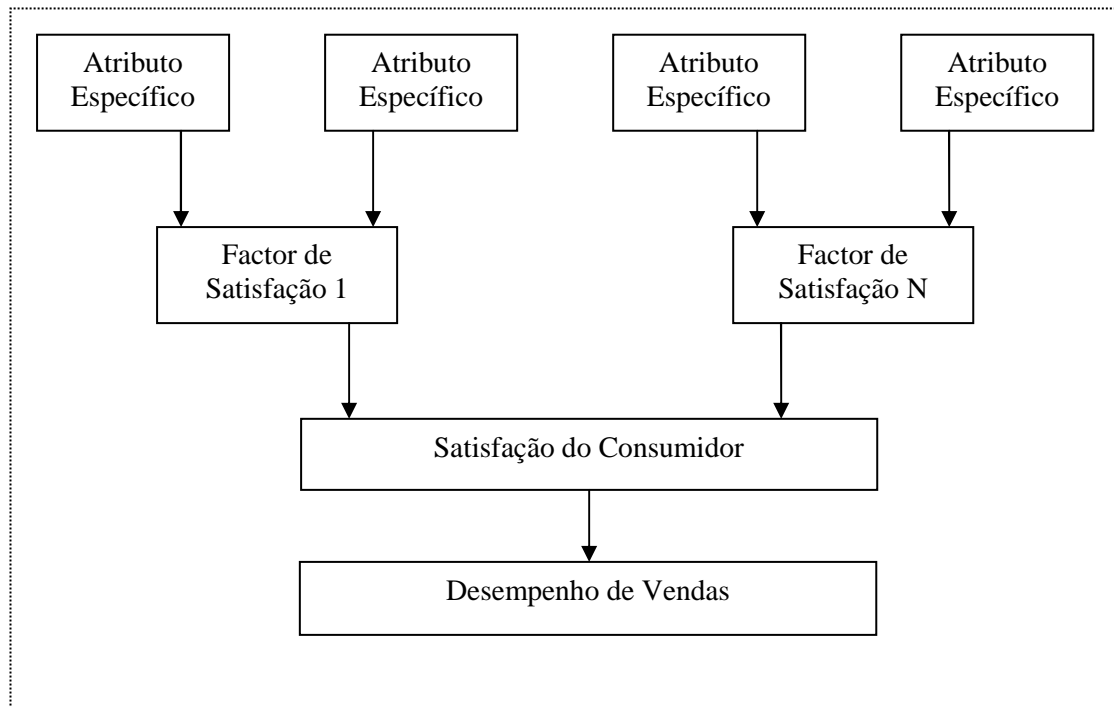 Atributo
Específico
Atributo
Específico
Atributo
Específico
Atributo
Específico
Factor de
Satisfação 1
Factor de
Satisfação N
Satisfação do Consumidor
Desempenho de Vendas